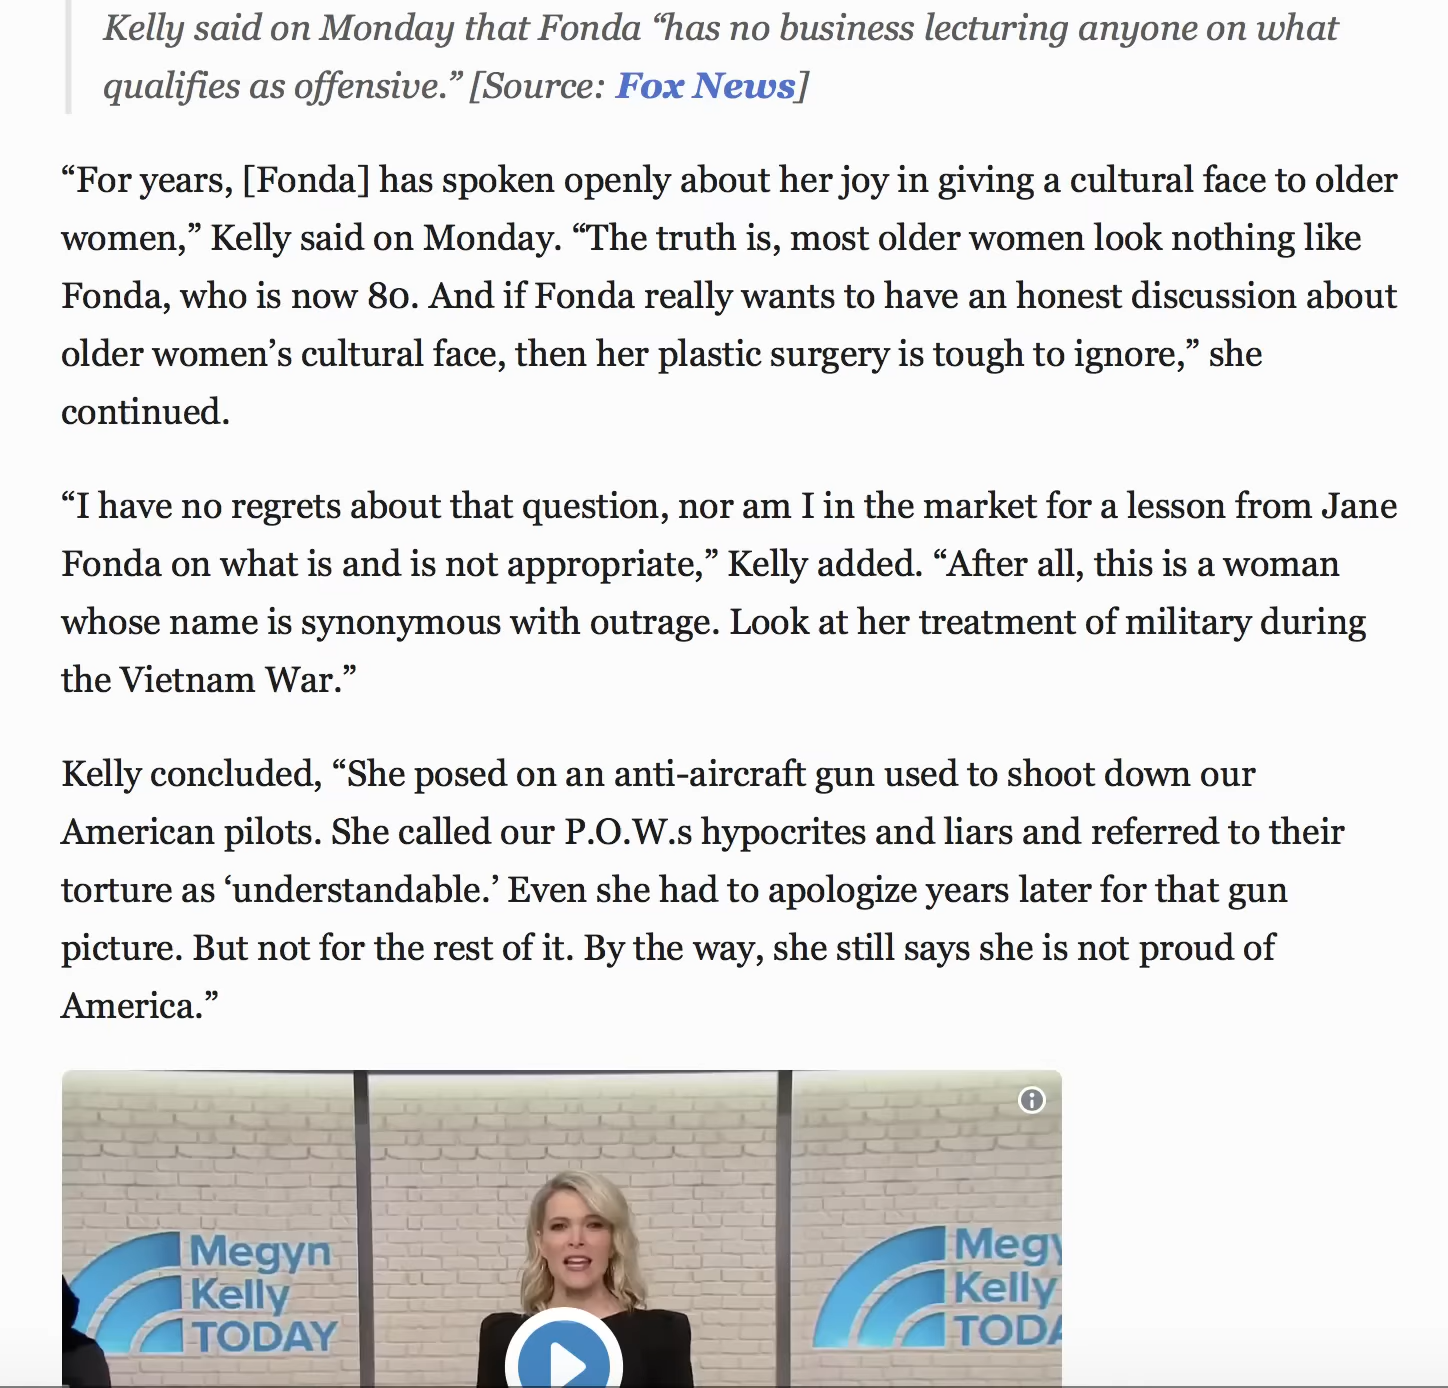 Kelly said on Monday that Fonda “has no business lecturing anyone on what
qualifies as offensive.” [Source: Fox News]
“For years, [Fonda] has spoken openly about her joy in giving a cultural face to older
women,” Kelly said on Monday. “The truth is, most older women look nothing like
Fonda, who is now 80. And if Fonda really wants to have an honest discussion about
older women’s cultural face, then her plastic surgery is tough to ignore,” she
continued.
“I have no regrets about that question, nor am I in the market for a lesson from Jane
Fonda on what is and is not appropriate,” Kelly added. “After all, this is a woman
whose name is synonymous with outrage. Look at her treatment of military during
the Vietnam War.”
Kelly concluded, “She posed on an anti-aircraft gun used to shoot down our
American pilots. She called our P.O.W.s hypocrites and liars and referred to their
torture as ‘understandable.’ Even she had to apologize years later for that gun
picture. But not for the rest of it. By the way, she still says she is not proud of
America.”
Megyn
Kelly
TODAY
Megy
Kelly
TODA